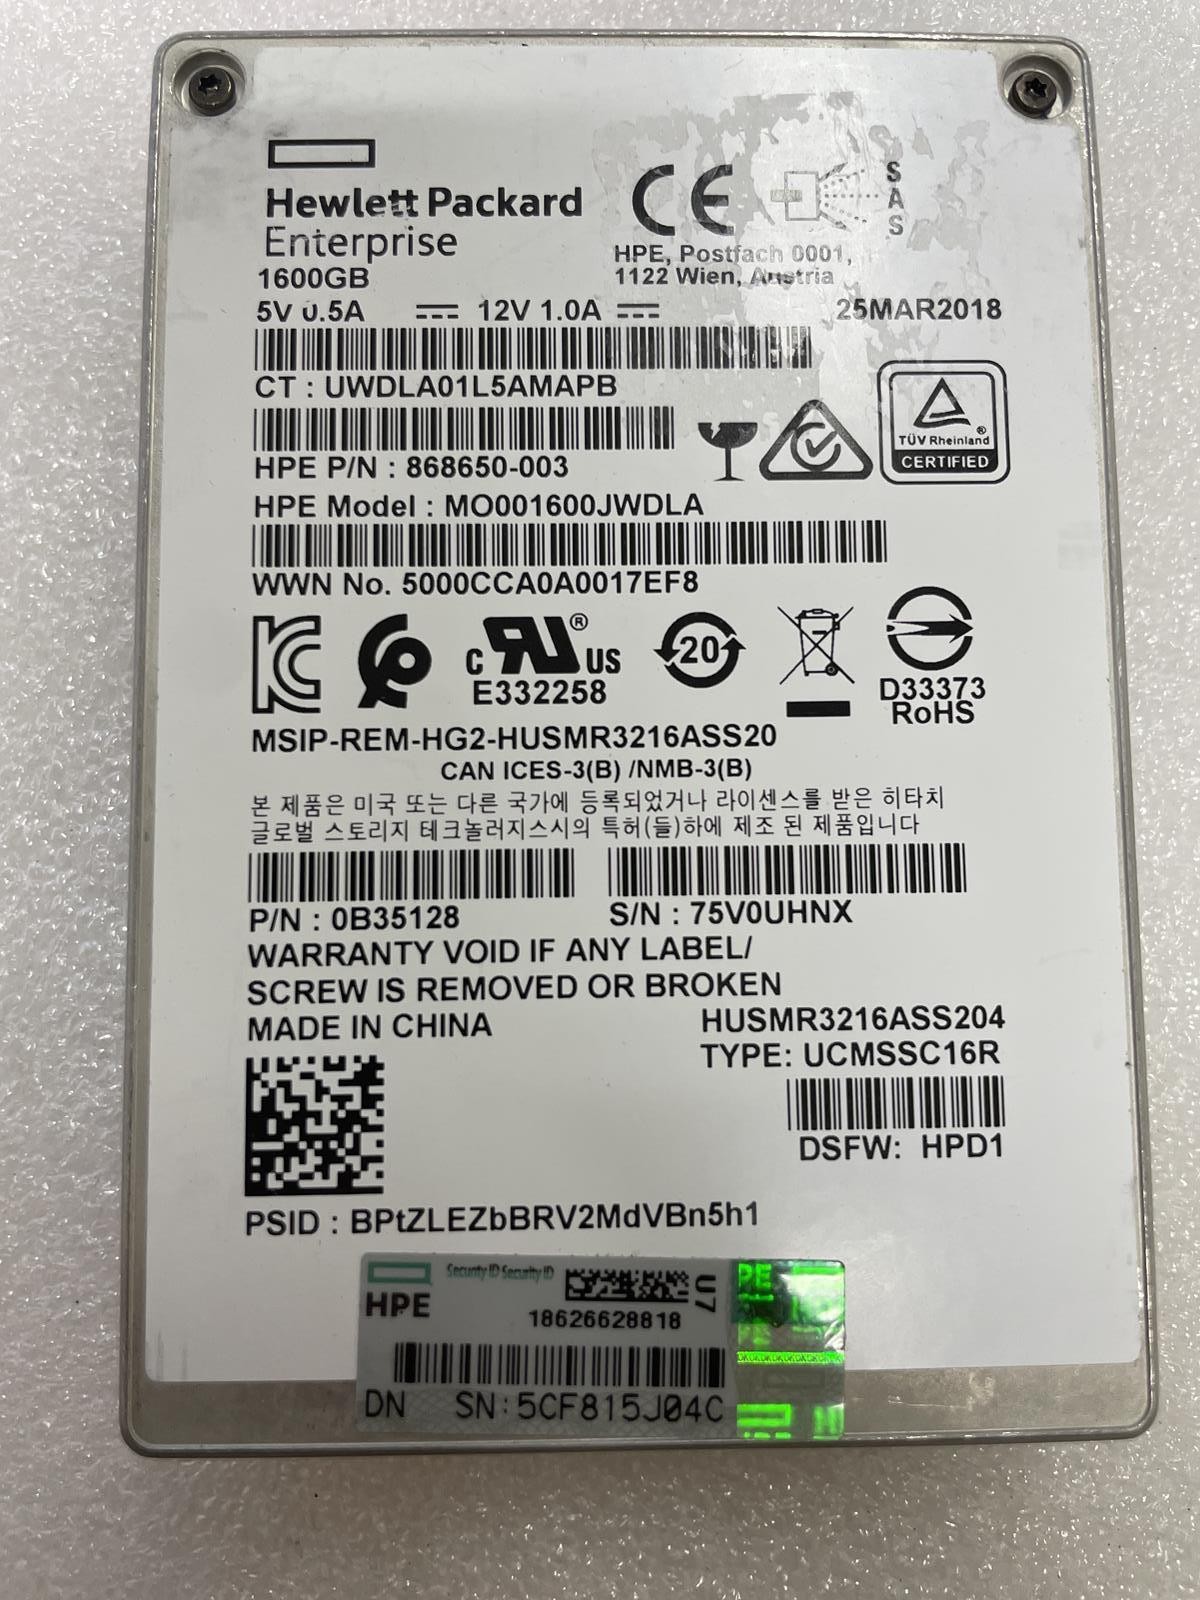 Hewlett Packard
Enterprise
1600GB
5V 0.5A 12V 1.0A
CE
SAS
HPE, Postfach 0001,
1122 Wien, Austria
25MAR2018
CT : UWDLA01L5AMAPB
HPE P/N : 868650-003
HPE Model : MO001600JWDLA
TÜV Rheinland®
CERTIFIED
WWN No. 5000CCA0A0017EF8
c RU® US
E332258
20
D33373
RoHS
MSIP-REM-HG2-HUSMR3216ASS20
CAN ICES-3(B) /NMB-3(B)
본 제품은 미국 또는 다른 국가에 등록되었거나 라이센스를 받은 히타치
글로벌 스토리지 테크놀러지스시의 특허(들)하에 제조 된 제품입니다
P/N : 0B35128
S/N : 75V0UHNX
WARRANTY VOID IF ANY LABEL/
SCREW IS REMOVED OR BROKEN
MADE IN CHINA
HUSMR3216ASS204
TYPE: UCMSSC16R
DSFW: HPD1
PSID : BPtZLEZbBRV2MdVBn5h1
HPE
Security ID Security ID
U7
18626628818
DN SN:5CF815J04C